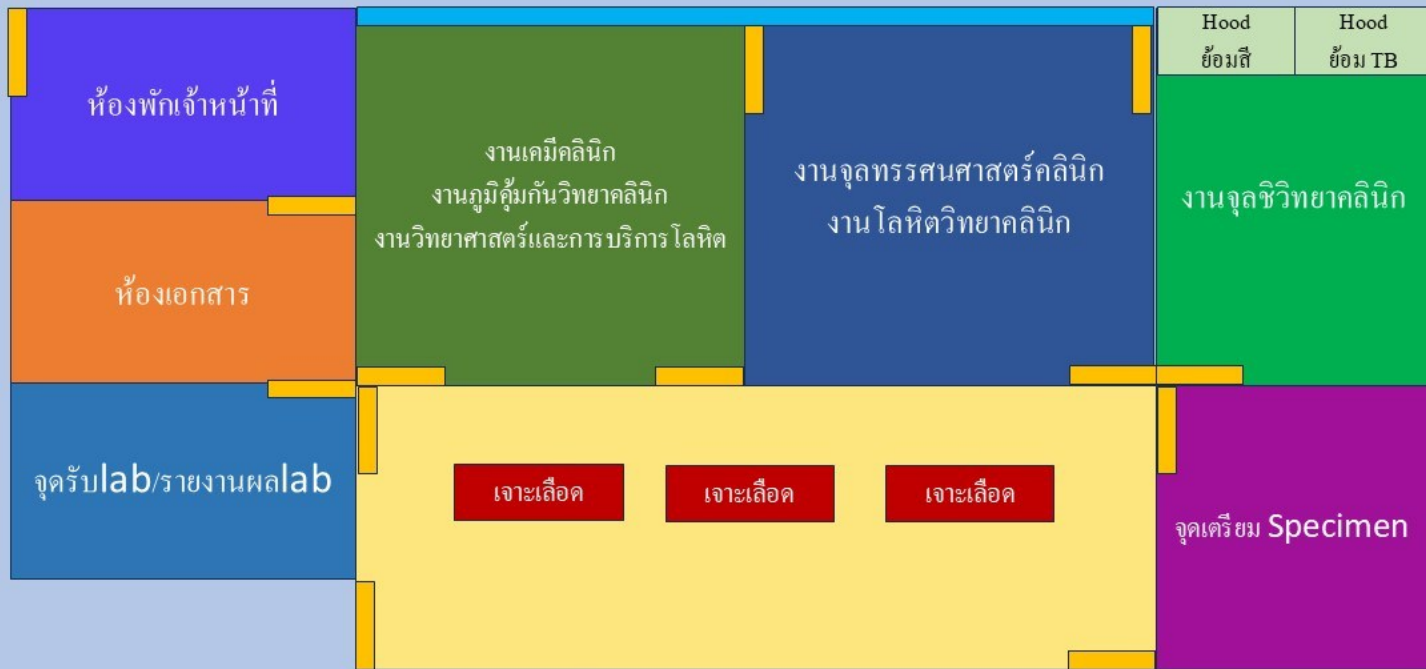 ห้องพักเจ้าหน้าที่
ห้องเอกสาร
จุดรับlab/รายงานผลlab
งานเคมีคลินิก
งานภูมิคุ้มกันวิทยาคลินิก
งานวิทยาศาสตร์และการบริการโลหิต
งานจุลทรรศนศาสตร์คลินิก
งานโลหิตวิทยาคลินิก
Hood
ย้อมสี
Hood
ย้อม TB
งานจุลชีวิทยาคลินิก
เจาะเลือด
เจาะเลือด
เจาะเลือด
จุดเตรียม Specimen